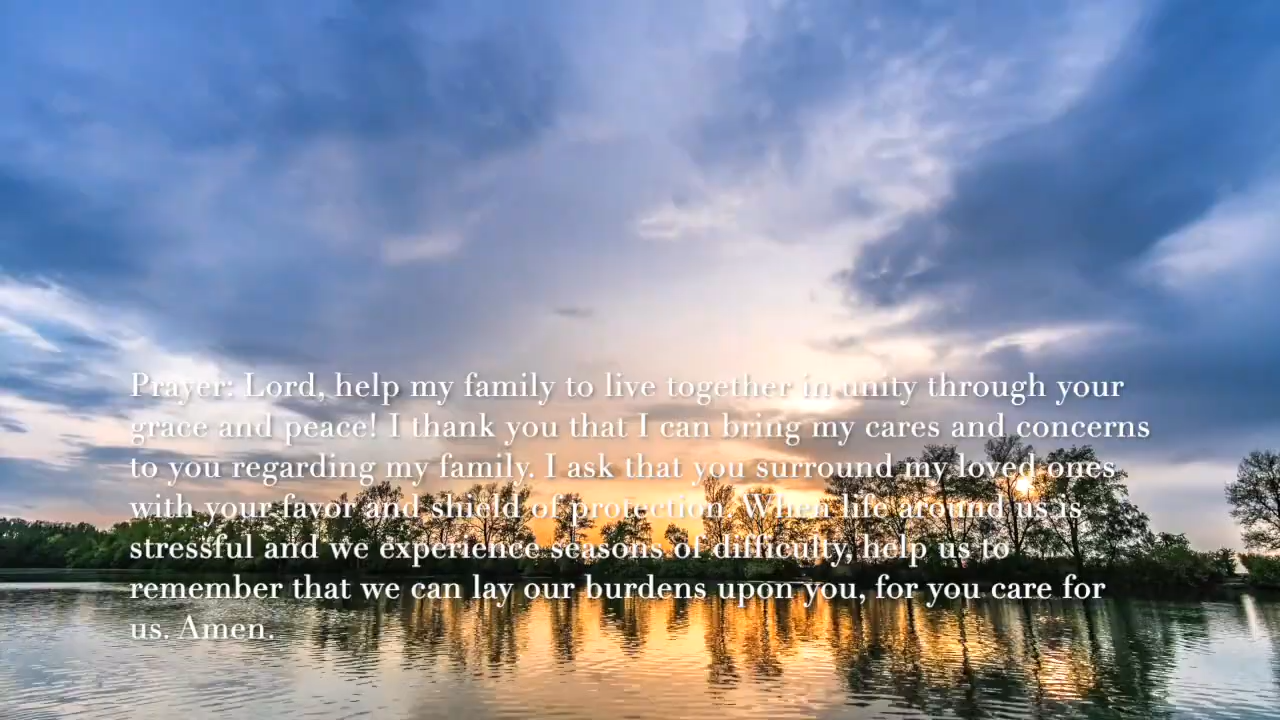 Prayer: Lord, help my family to live together in unity through your
grace and peace! I thank you that I can bring my cares and concerns
to you regarding my family. I ask that you surround my loved ones
with your favor and shield of protection. When life around us is
stressful and we experience seasons of difficulty, help us to
remember that we can lay our burdens upon you, for you care for
us. Amen.